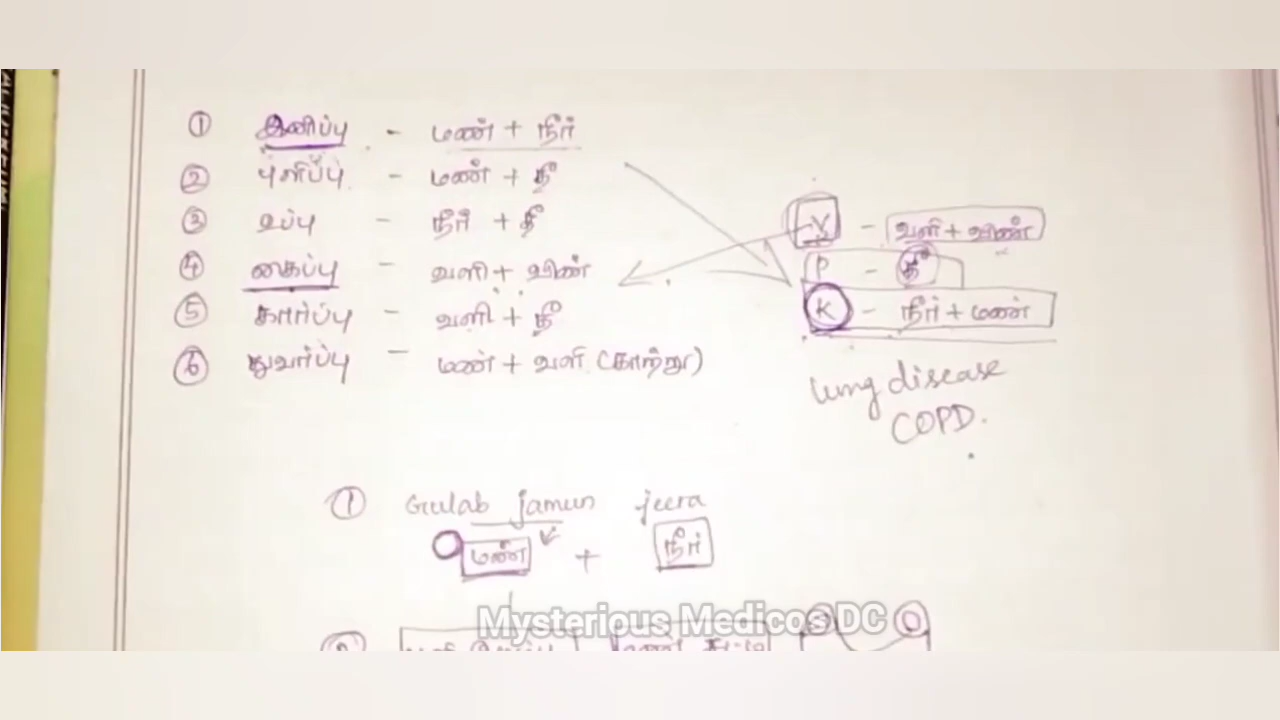 ① இனிப்பு - மண் + நீர்
② புளிப்பு - மண் + தீ
③ உப்பு - நீர் + தீ
④ கைப்பு - வளி + விண்
⑤ கார்ப்பு - வளி + தீ
⑥ துவர்ப்பு - மண் + வளி (காற்று)
V - வளி + விண்
P - தீ
K - நீர் + மண்
lung disease
COPD.
① Gulab jamun jeera
மண் + நீர்
Mysterious Medicos DC